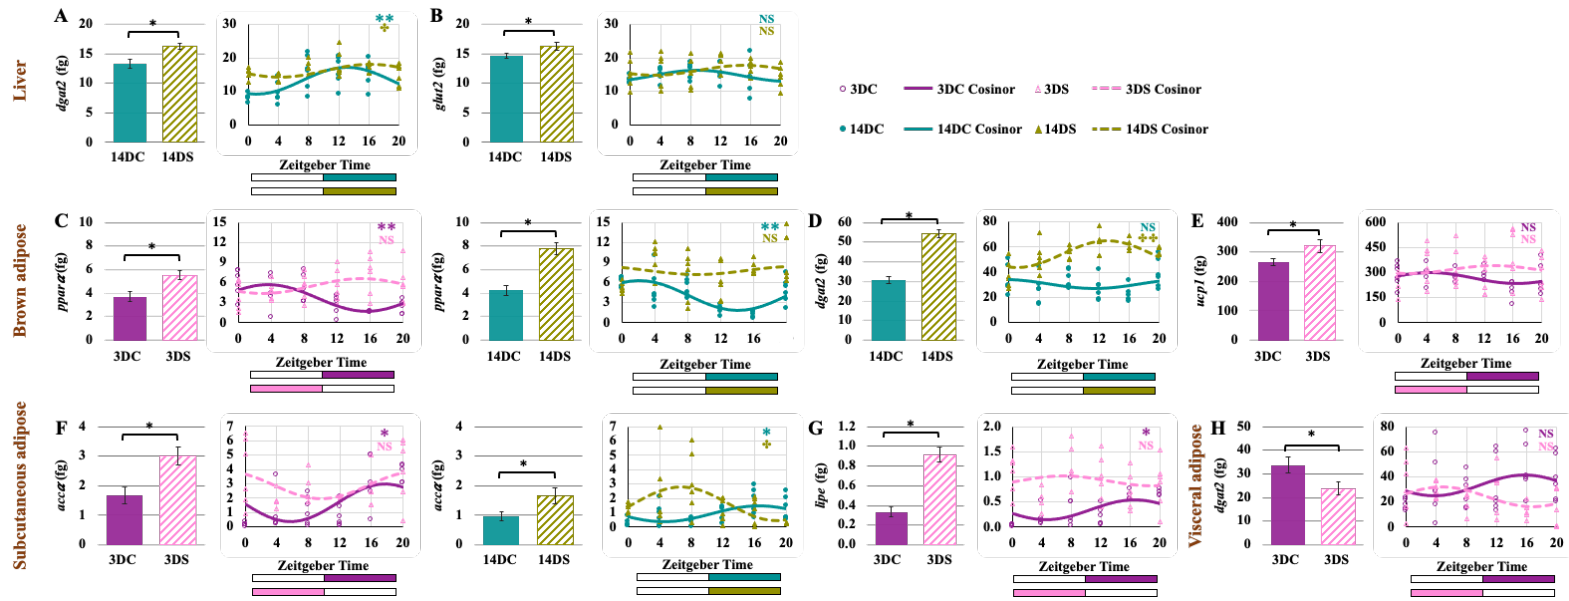 Liver
A
dgat2 (fg)
20
15
10
5
0
*
14DC 14DS
30
20
10
0
**
+
0 4 8 12 16 20
Zeitgeber Time
B
glut2 (fg)
20
15
10
5
0
*
14DC 14DS
30
20
10
0
NS
NS
0 4 8 12 16 20
Zeitgeber Time
3DC 3DC Cosinor 3DS 3DS Cosinor
14DC 14DC Cosinor 14DS 14DS Cosinor
Brown adipose
C
pparα (fg)
10
8
6
4
2
0
*
3DC 3DS
15
12
9
6
3
0
**
NS
0 4 8 12 16 20
Zeitgeber Time
pparα (fg)
10
8
6
4
2
0
*
14DC 14DS
15
12
9
6
3
0
**
NS
0 4 8 12 16 20
Zeitgeber Time
D
dgat2 (fg)
60
50
40
30
20
10
0
*
14DC 14DS
80
60
40
20
0
NS
++
0 4 8 12 16 20
Zeitgeber Time
E
ucp1 (fg)
400
300
200
100
0
*
3DC 3DS
600
450
300
150
0
NS
NS
0 4 8 12 16 20
Zeitgeber Time
Subcutaneous adipose
F
accα (fg)
4
3
2
1
0
*
3DC 3DS
7
6
5
4
3
2
1
0
*
NS
0 4 8 12 16 20
Zeitgeber Time
accα (fg)
4
3
2
1
0
*
14DC 14DS
7
6
5
4
3
2
1
0
*
+
0 4 8 12 16 20
Zeitgeber Time
G
lipe (fg)
1.2
1.0
0.8
0.6
0.4
0.2
0.0
*
3DC 3DS
2.0
1.5
1.0
0.5
0.0
*
NS
0 4 8 12 16 20
Zeitgeber Time
Visceral adipose
H
dgat2 (fg)
50
40
30
20
10
0
*
3DC 3DS
80
60
40
20
0
NS
NS
0 4 8 12 16 20
Zeitgeber Time